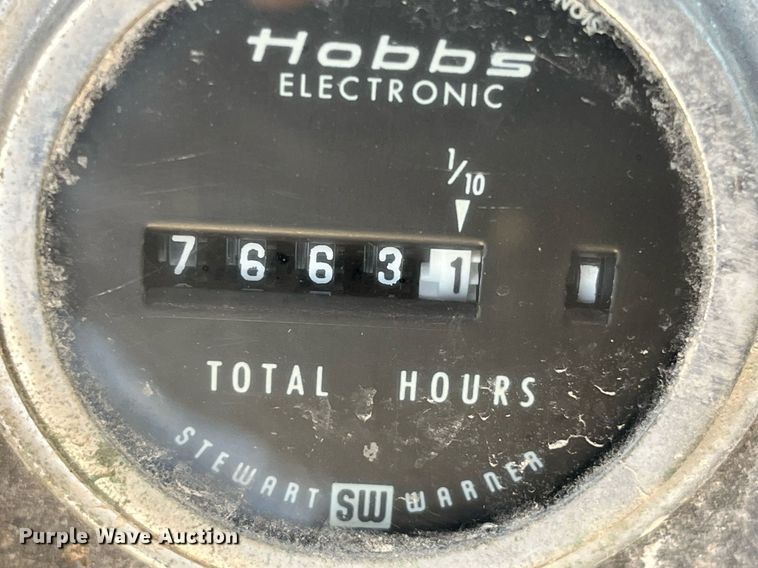 Hobbs
ELECTRONIC
1/10
7 6 6 3 1
TOTAL HOURS
STEWART SW WARNER
Purple Wave Auction